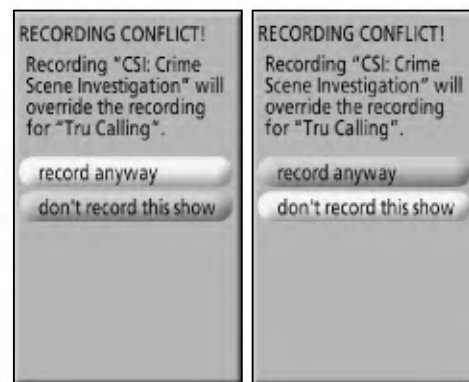 RECORDING CONFLICT!
Recording "CSI: Crime
Scene Investigation" will
override the recording
for "Tru Calling".
record anyway
don't record this show
RECORDING CONFLICT!
Recording "CSI: Crime
Scene Investigation" will
override the recording
for "Tru Calling".
record anyway
don't record this show